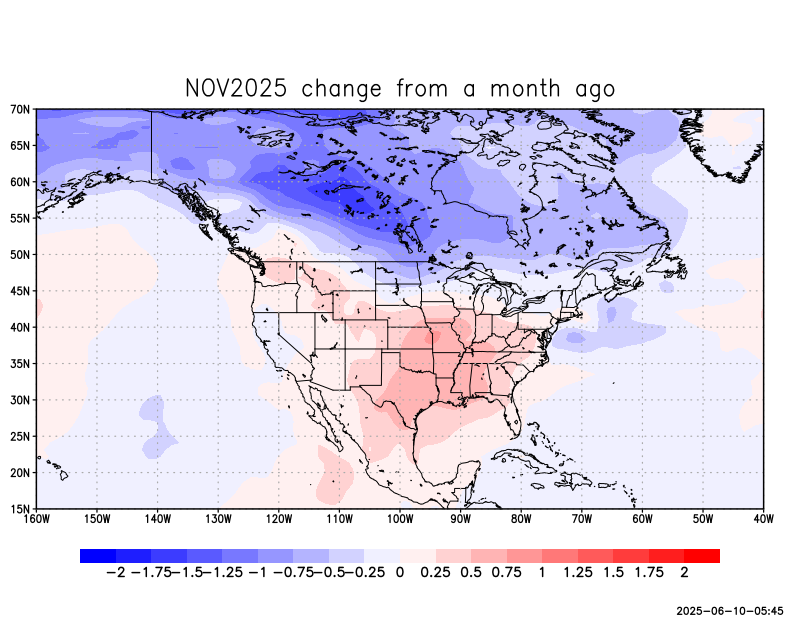 NOV2025 change from a month ago
70N
65N
60N
55N
50N
45N
40N
35N
30N
25N
20N
15N
160W 150W 140W 130W 120W 110W 100W 90W 80W 70W 60W 50W 40W
-2 -1.75 -1.5 -1.25 -1 -0.75 -0.5 -0.25 0 0.25 0.5 0.75 1 1.25 1.5 1.75 2
2025-06-10-05:45